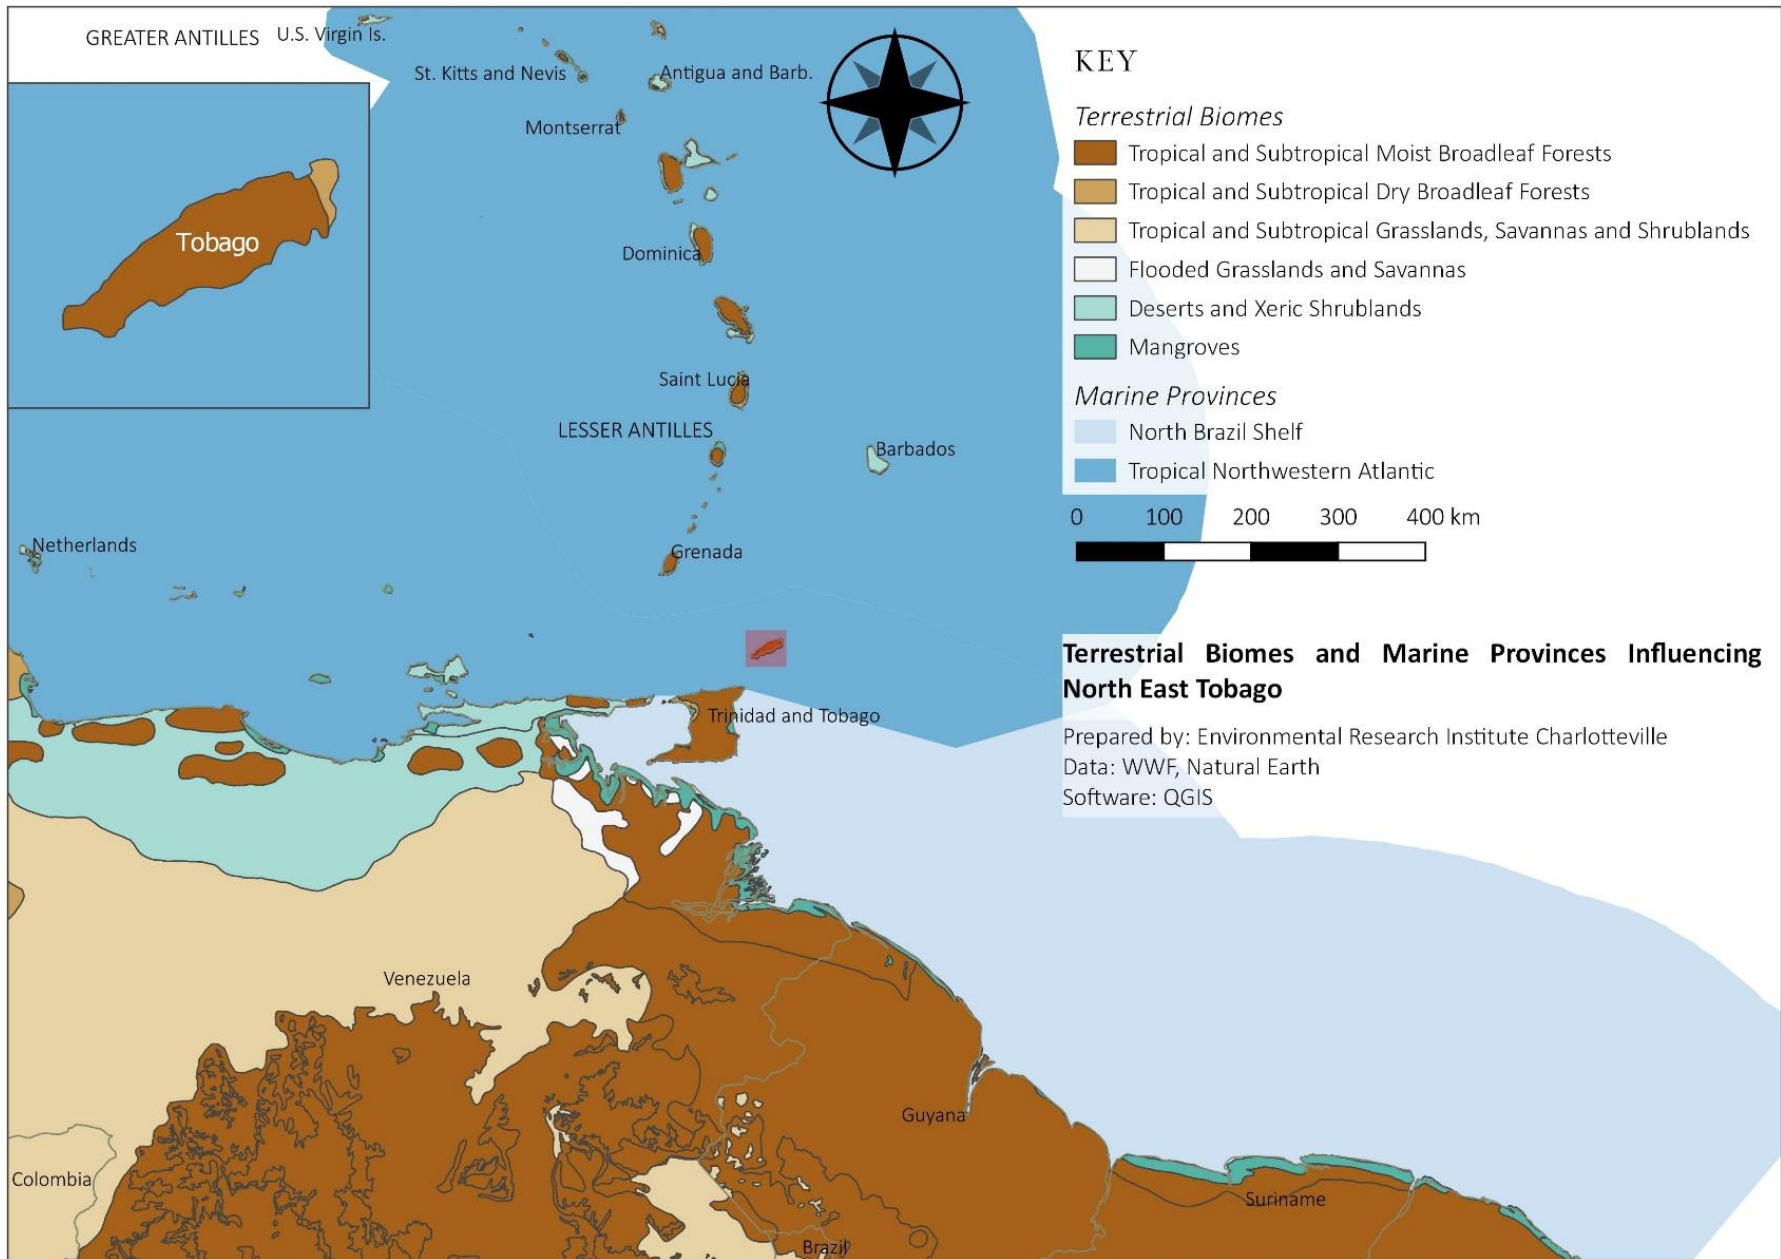 GREATER ANTILLES
U.S. Virgin Is.
St. Kitts and Nevis
Antigua and Barb.
Montserrat
Tobago
Dominica
Saint Lucia
LESSER ANTILLES
Barbados
Netherlands
Grenada
Trinidad and Tobago
Venezuela
Guyana
Colombia
Suriname
Brazil
KEY
Terrestrial Biomes
Tropical and Subtropical Moist Broadleaf Forests
Tropical and Subtropical Dry Broadleaf Forests
Tropical and Subtropical Grasslands, Savannas and Shrublands
Flooded Grasslands and Savannas
Deserts and Xeric Shrublands
Mangroves
Marine Provinces
North Brazil Shelf
Tropical Northwestern Atlantic
0 100 200 300 400 km
Terrestrial Biomes and Marine Provinces Influencing
North East Tobago
Prepared by: Environmental Research Institute Charlotteville
Data: WWF, Natural Earth
Software: QGIS